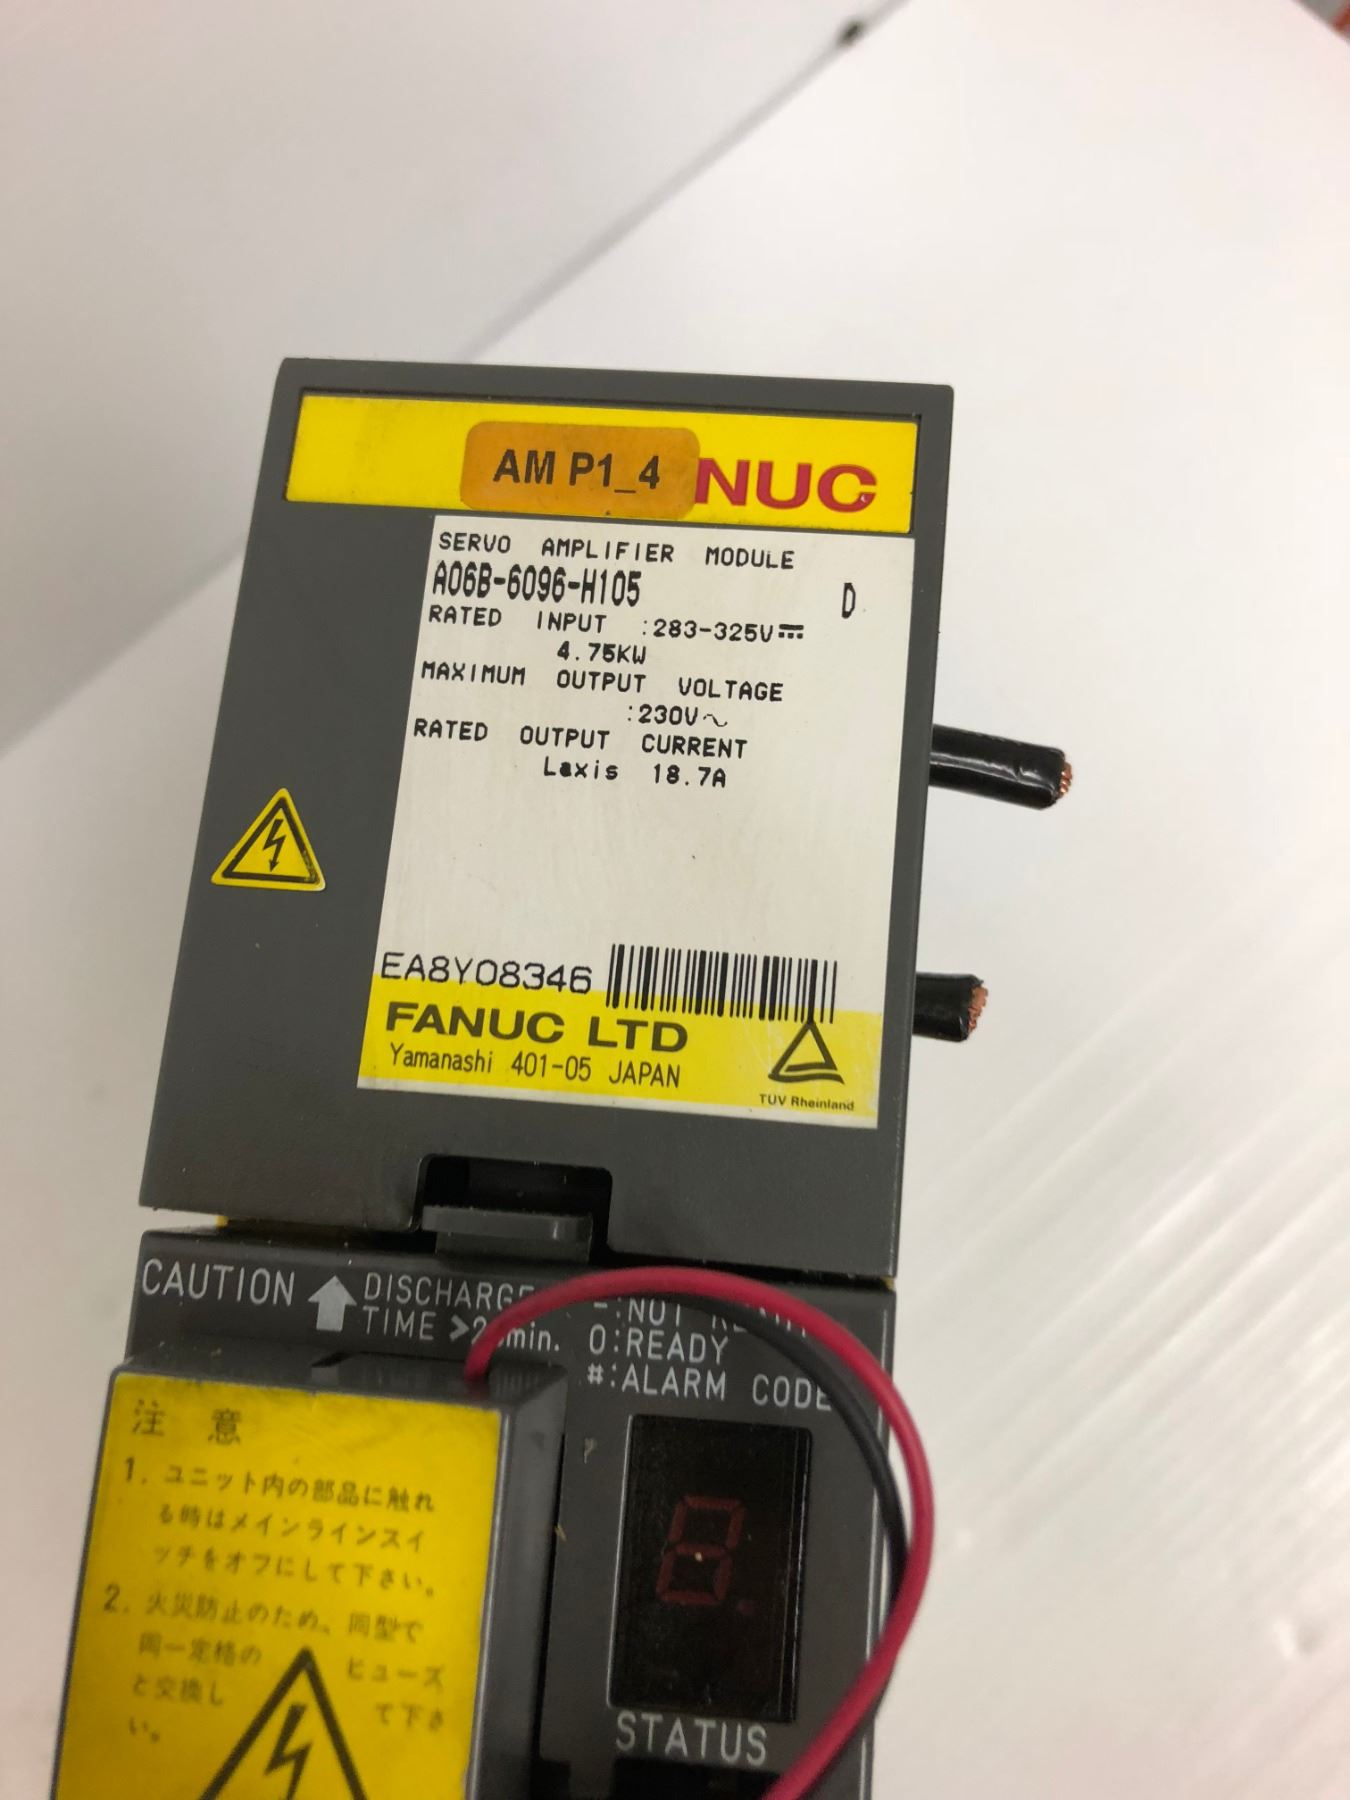 AM P1_4
NUC
SERVO AMPLIFIER MODULE
A06B-6096-H105 D
RATED INPUT :283-325V⎓
4.75KW
MAXIMUM OUTPUT VOLTAGE
:230V~
RATED OUTPUT CURRENT
Laxis 18.7A
EA8Y08346
FANUC LTD
Yamanashi 401-05 JAPAN
TUV Rheinland
CAUTION DISCHARGE
TIME > min.
-:NOT
0:READY
#:ALARM CODE
8.
STATUS
注 意
1. ユニット内の部品に触れ
る時はメインラインスイ
ッチをオフにして下さい。
2. 火災防止のため、同型で
同一定格の ヒューズ
と交換し て下さ
い。